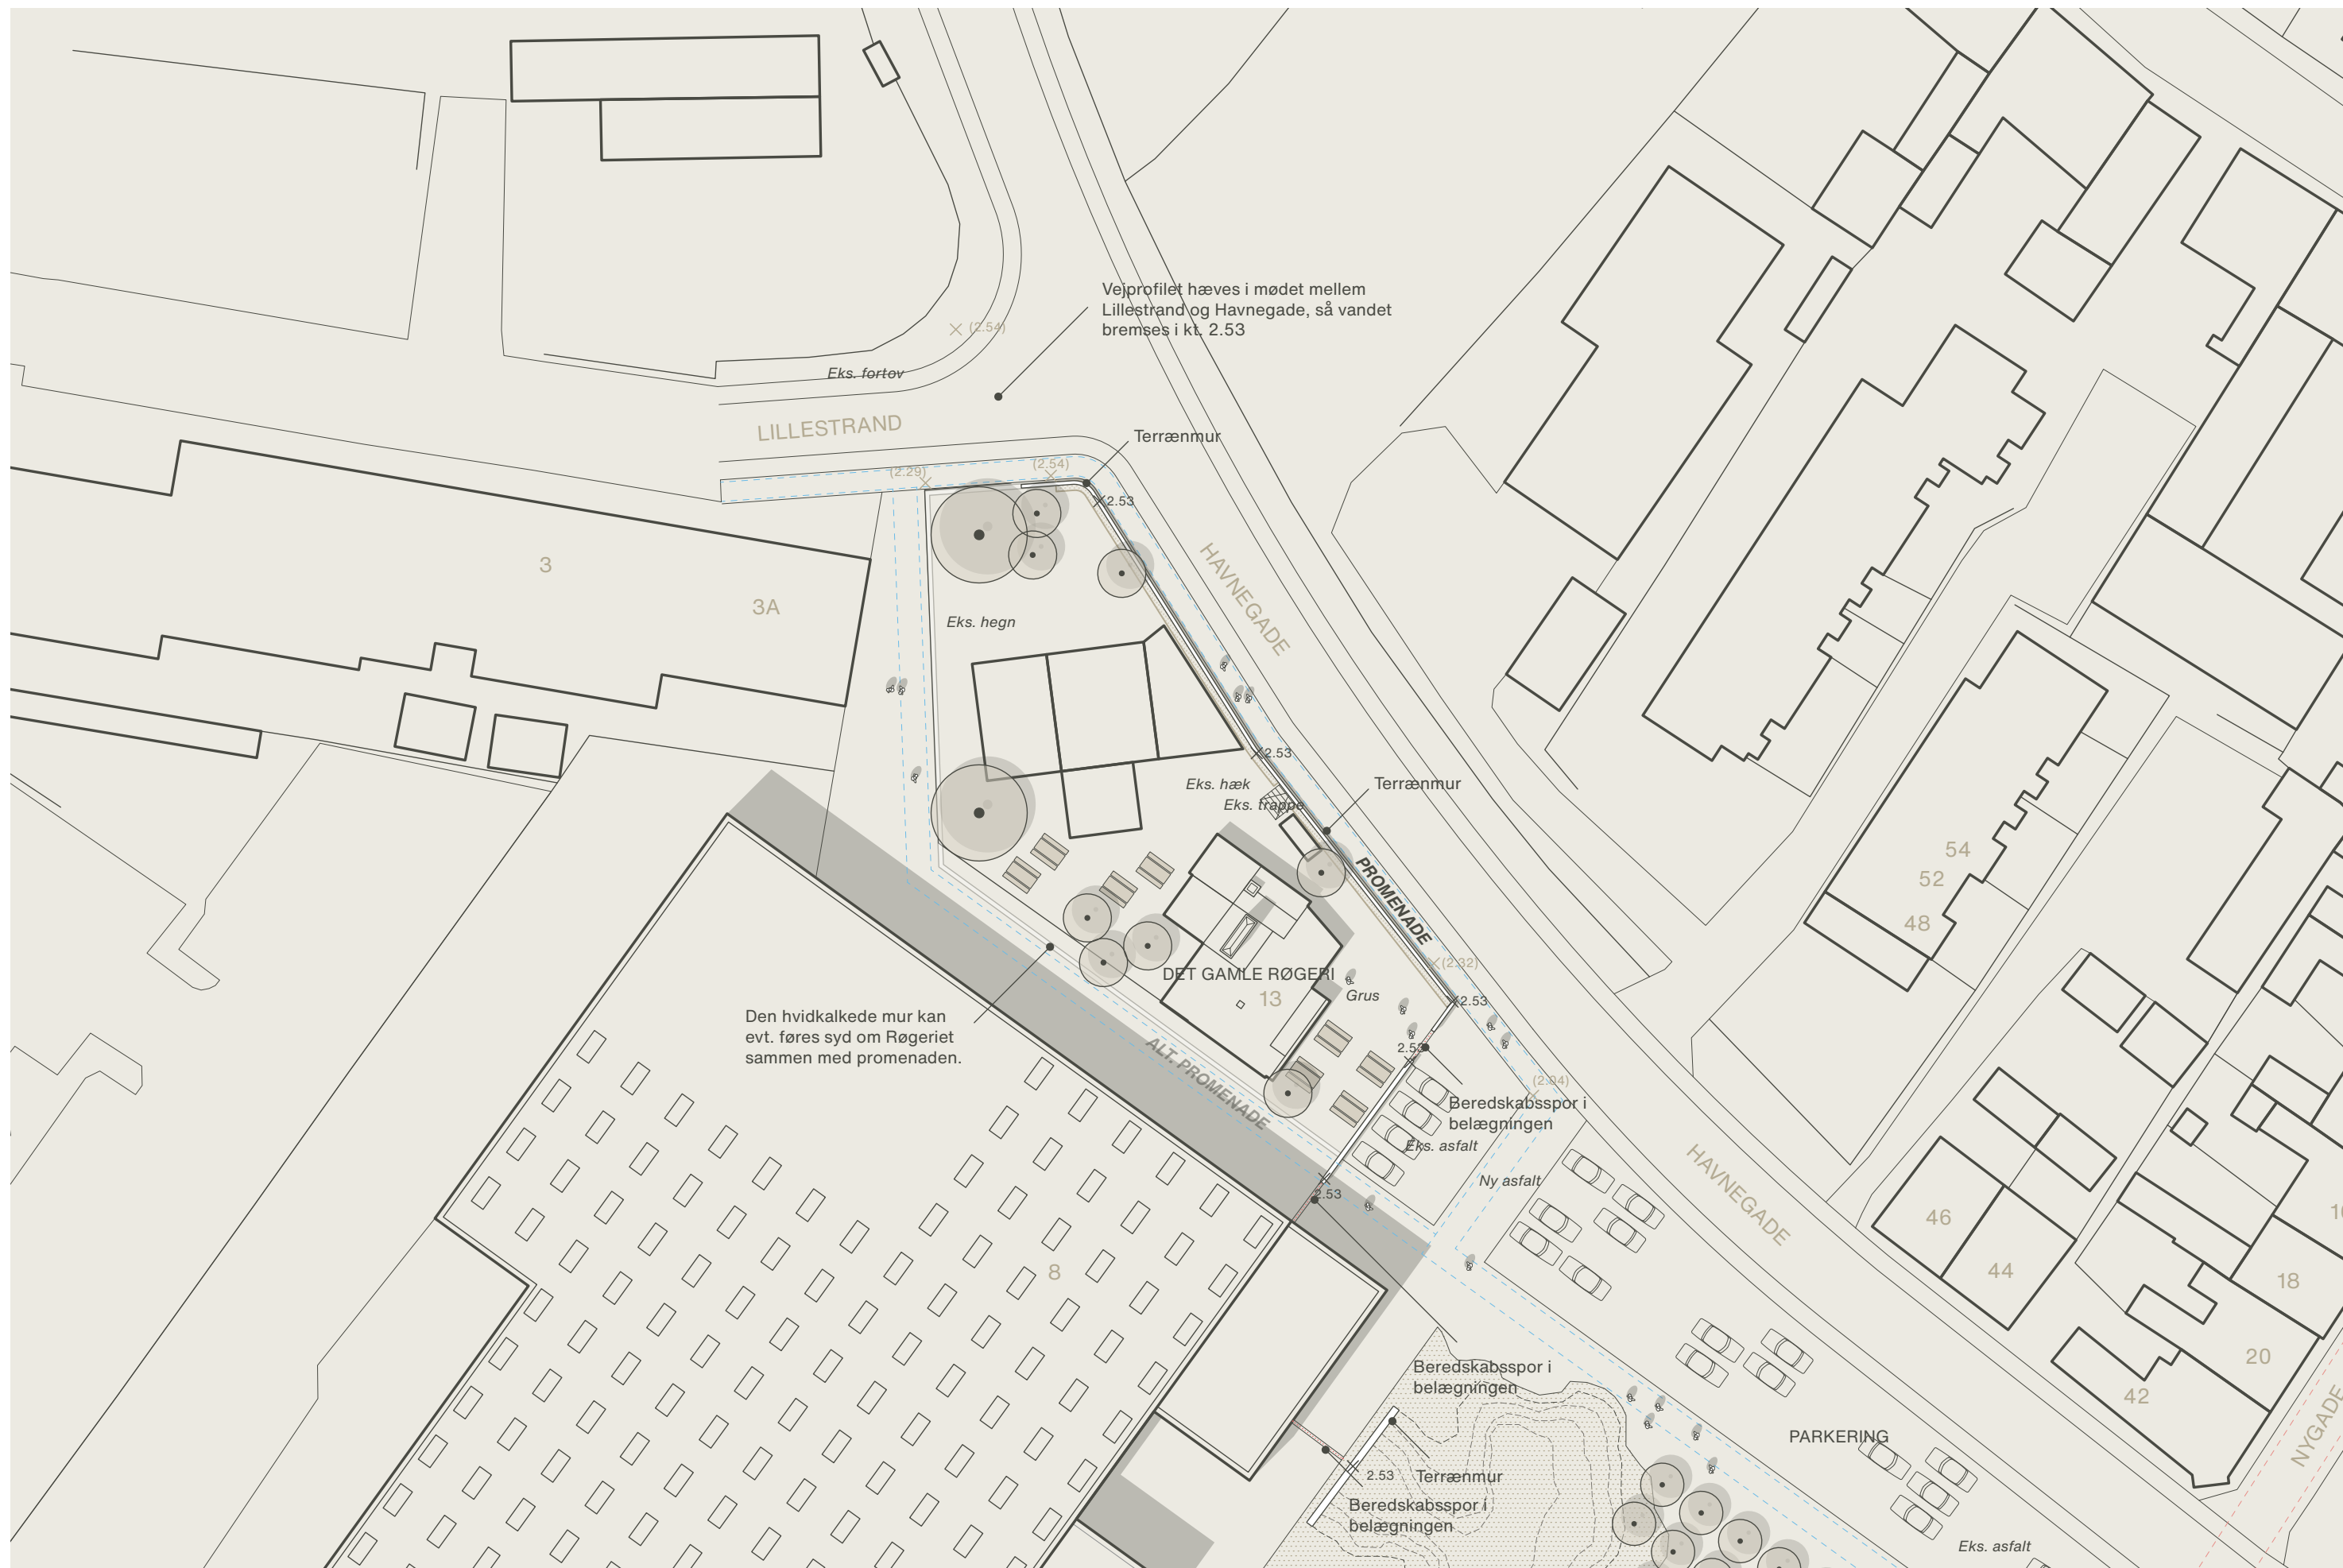 Vejprofilet hæves i mødet mellem
Lillestrand og Havnegade, så vandet
bremses i kt. 2.53
(2.54)
Eks. fortov
LILLESTRAND
Terrænmur
(2.29)
(2.54)
2.53
HAVNEGADE
3
3A
Eks. hegn
2.53
Eks. hæk
Eks. trappe
Terrænmur
PROMENADE
54
52
48
(2.32)
DET GAMLE RØGERI
13
Grus
2.53
Den hvidkalkede mur kan
evt. føres syd om Røgeriet
sammen med promenaden.
ALT. PROMENADE
2.53
(2.04)
Beredskabsspor i
belægningen
Eks. asfalt
Ny asfalt
2.53
HAVNEGADE
46
44
18
20
42
8
NYGADE
Beredskabsspor i
belægningen
PARKERING
2.53
Terrænmur
Beredskabsspor i
belægningen
Eks. asfalt